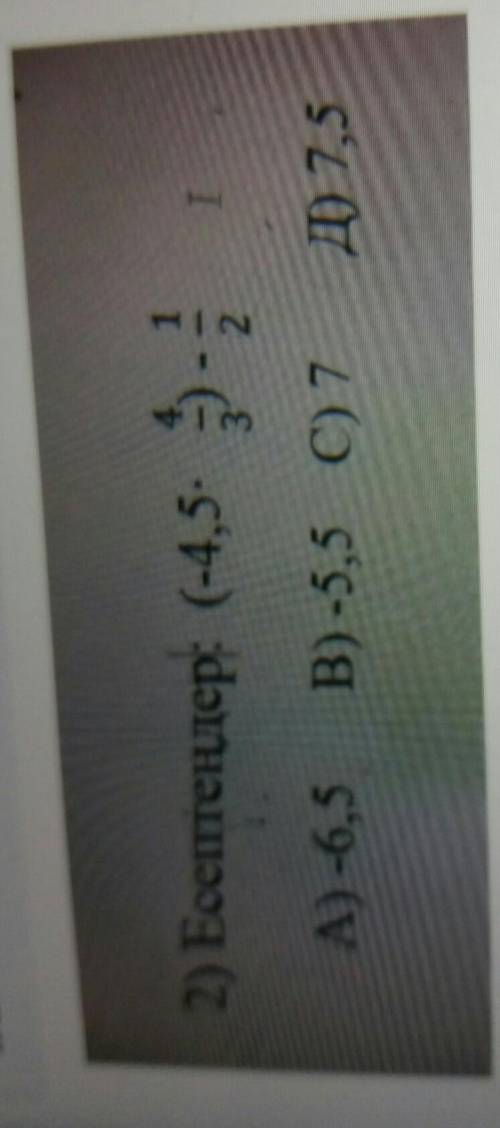 2) Есептеңдер: (-4,5· 4/3) - 1/2
А) -6,5 В) -5,5 С) 7 Д) 7,5